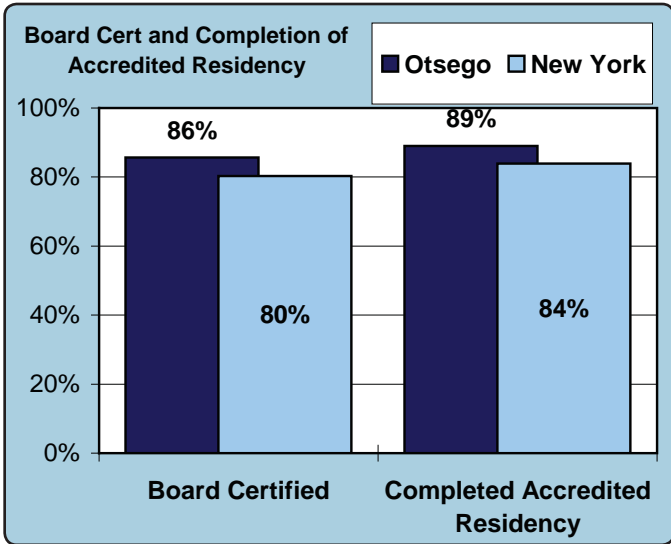 Board Cert and Completion of
Accredited Residency
Otsego
New York
100%
80%
60%
40%
20%
0%
86%
80%
89%
84%
Board Certified
Completed Accredited
Residency